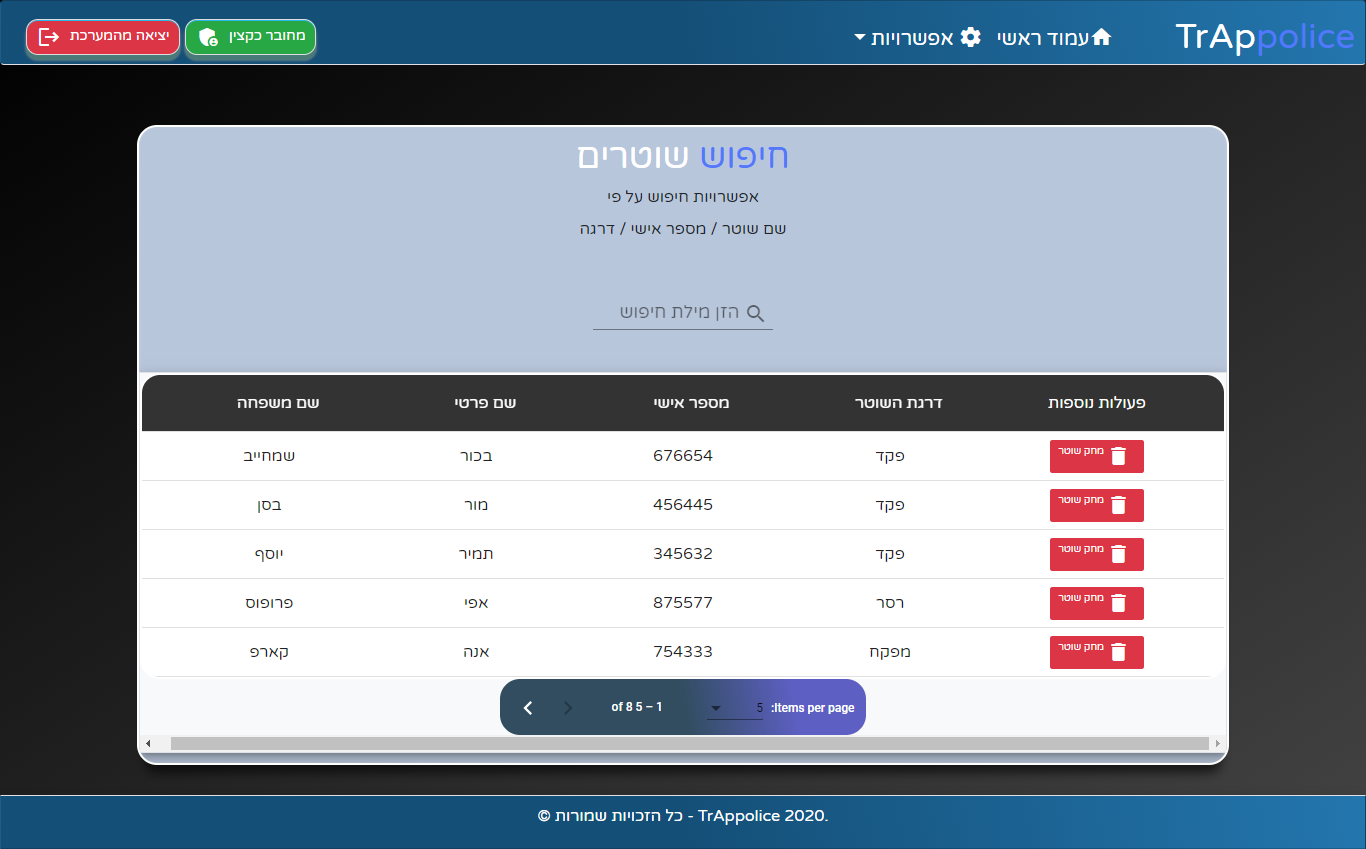 TrAppolice
עמוד ראשי
אפשרויות
מחובר כקצין
יציאה מהמערכת
חיפוש שוטרים
אפשרויות חיפוש על פי
שם שוטר / מספר אישי / דרגה
הזן מילת חיפוש
פעולות נוספות דרגת השוטר מספר אישי שם פרטי שם משפחה
מחק שוטר פקד 676654 בכור שמחייב
מחק שוטר פקד 456445 מור בסן
מחק שוטר פקד 345632 תמיר יוסף
מחק שוטר רסר 875577 אפי פרופוס
מחק שוטר מפקח 754333 אנה קארפ
Items per page: 5 1 – 5 of 8
© כל הזכויות שמורות - TrAppolice 2020.